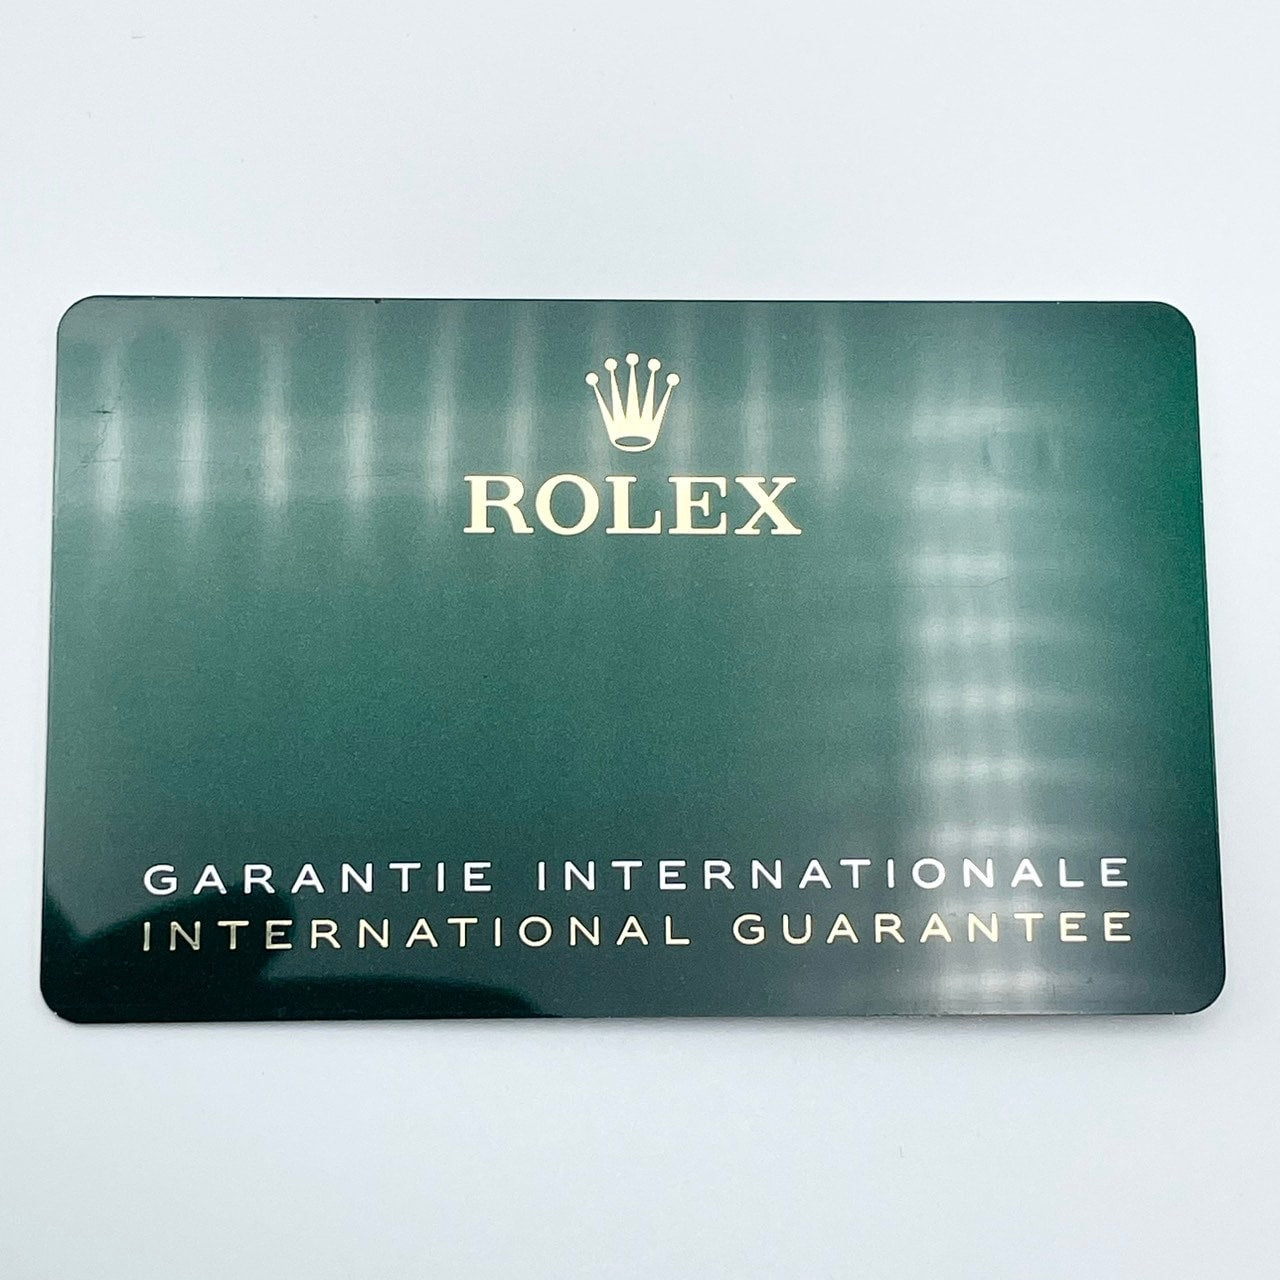 ROLEX
GARANTIE INTERNATIONALE
INTERNATIONAL GUARANTEE